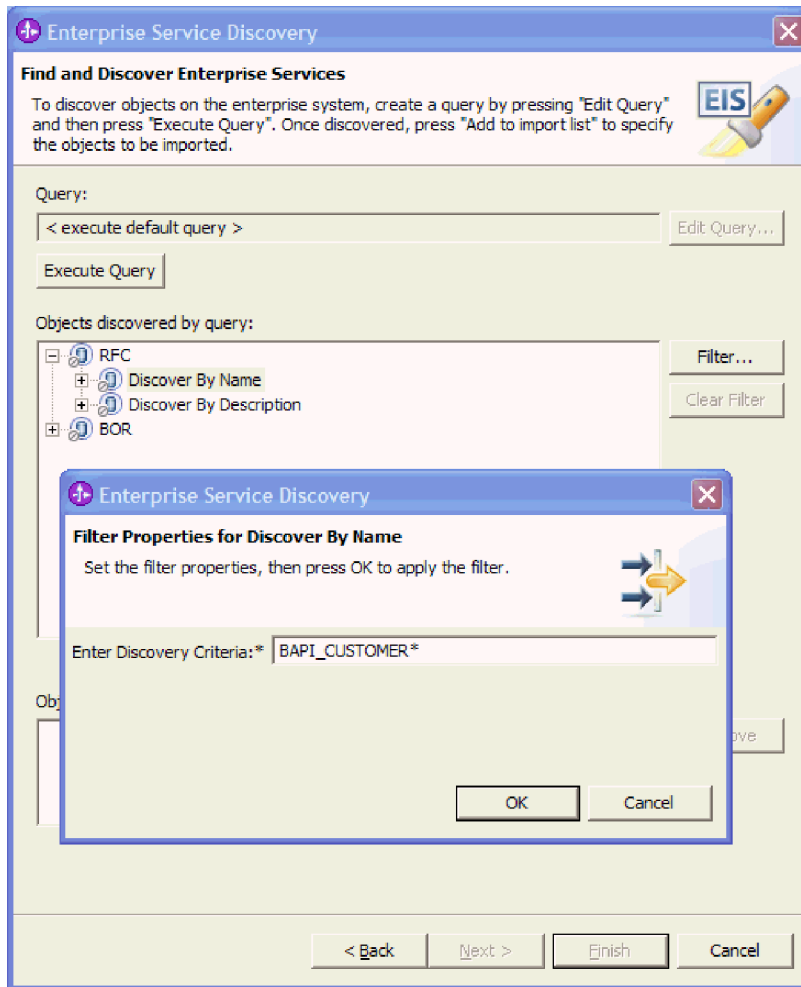 Enterprise Service Discovery
Find and Discover Enterprise Services
To discover objects on the enterprise system, create a query by pressing "Edit Query"
and then press "Execute Query". Once discovered, press "Add to import list" to specify
the objects to be imported.
EIS
Query:
< execute default query >
Edit Query...
Execute Query
Objects discovered by query:
RFC
Filter...
Discover By Name
Discover By Description
Clear Filter
BOR
Enterprise Service Discovery
Filter Properties for Discover By Name
Set the filter properties, then press OK to apply the filter.
Enter Discovery Criteria:* BAPI_CUSTOMER*
OK
Cancel
< Back
Next >
Finish
Cancel